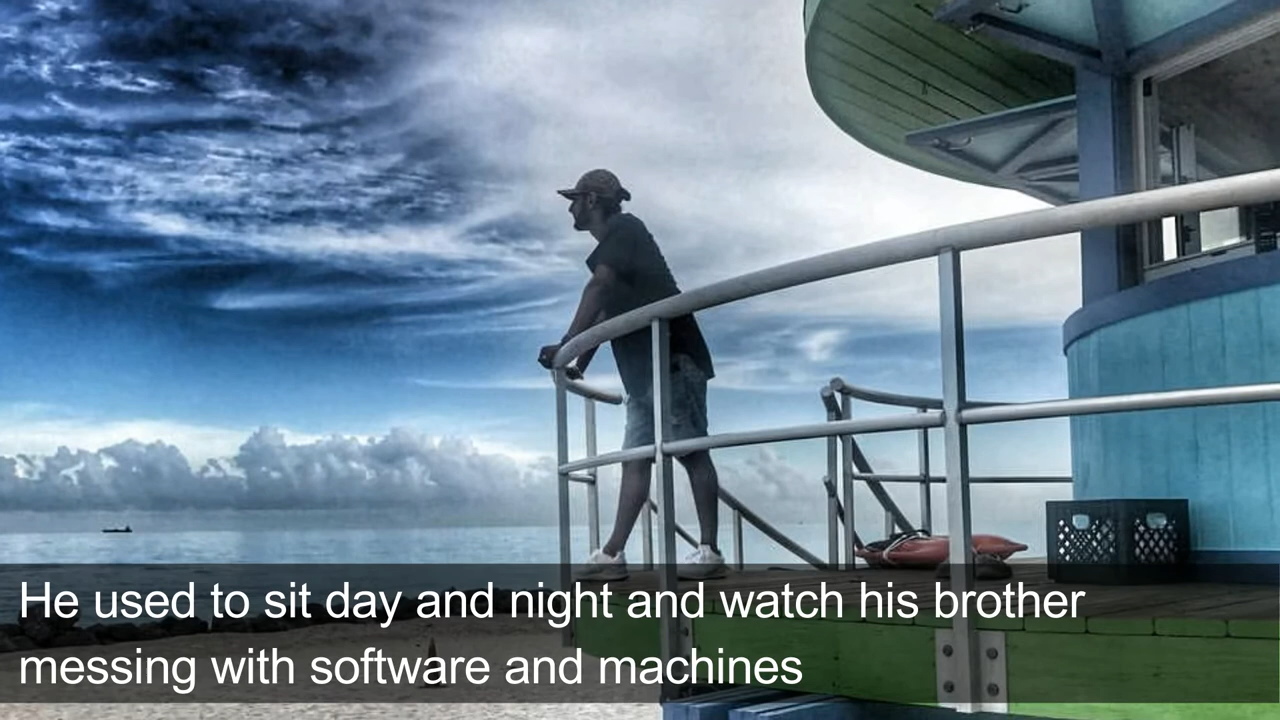 He used to sit day and night and watch his brother
messing with software and machines